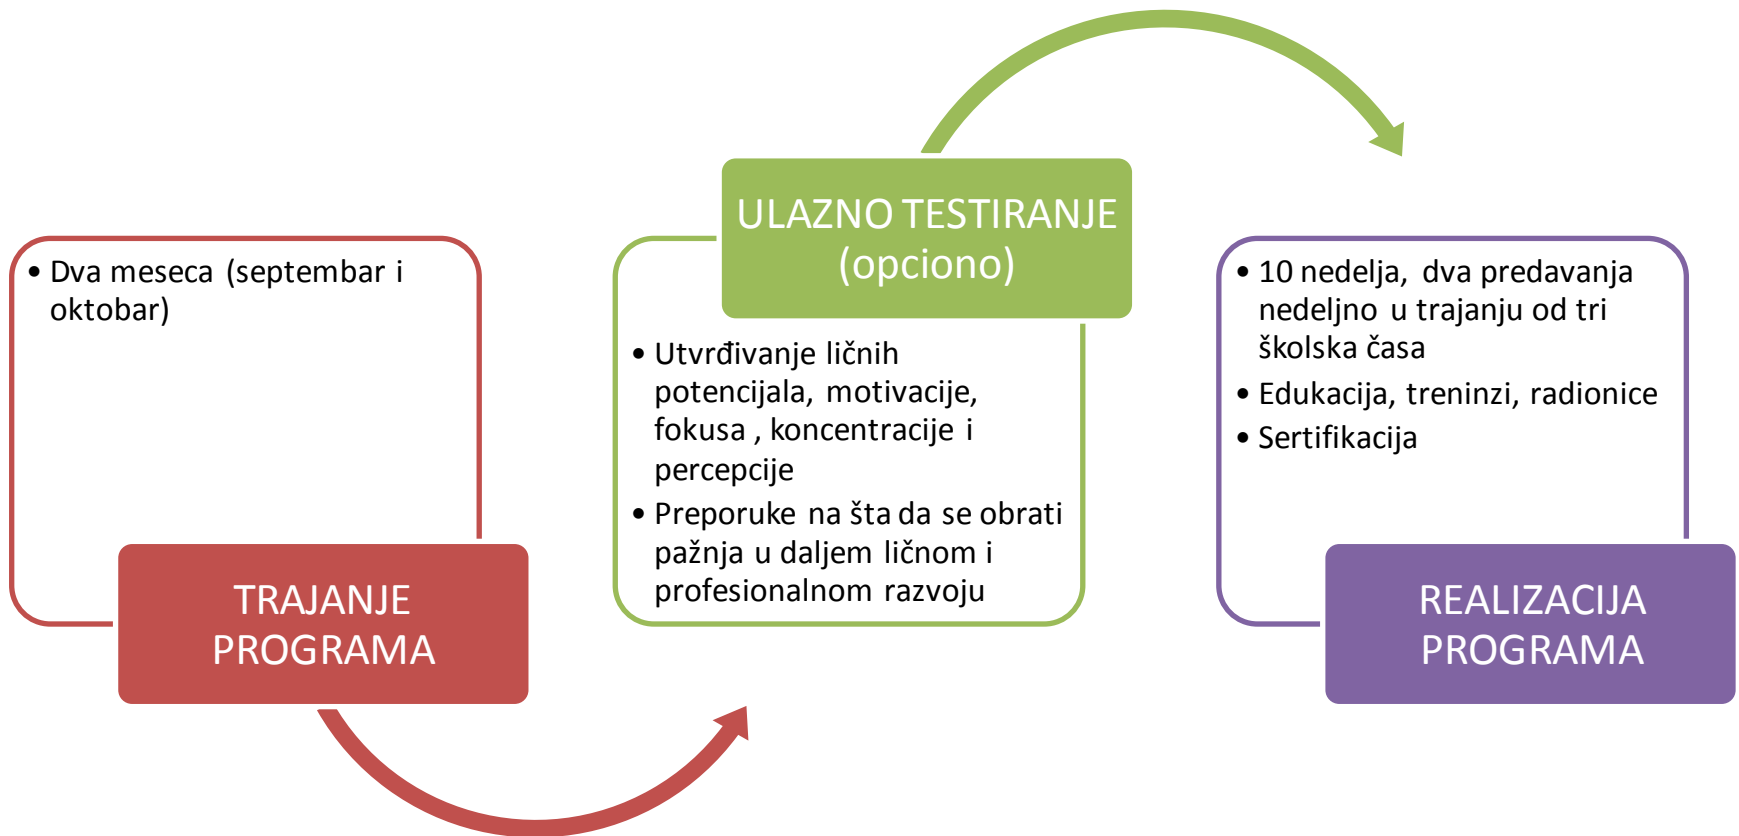 • Dva meseca (septembar i
oktobar)
TRAJANJE
PROGRAMA
ULAZNO TESTIRANJE
(opciono)
• Utvrđivanje ličnih
potencijala, motivacije,
fokusa , koncentracije i
percepcije
• Preporuke na šta da se obrati
pažnja u daljem ličnom i
profesionalnom razvoju
• 10 nedelja, dva predavanja
nedeljno u trajanju od tri
školska časa
• Edukacija, treninzi, radionice
• Sertifikacija
REALIZACIJA
PROGRAMA